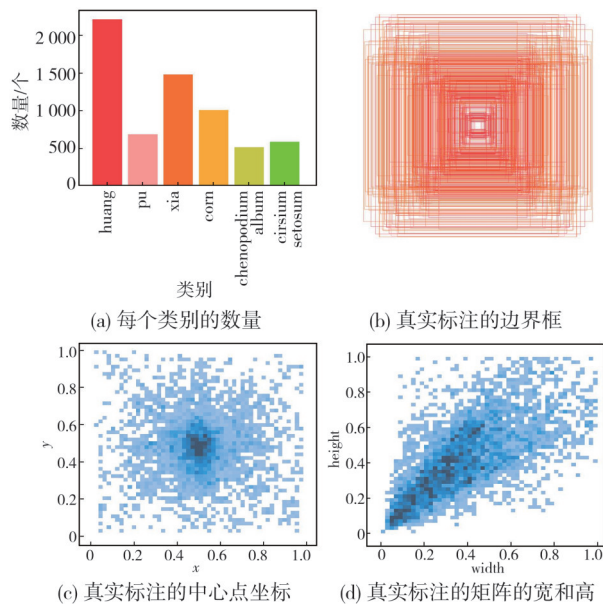 数量/个
2 000
1 500
1 000
500
0
huang
pu
xia
corn
chenopodium
album
cirsium
setosum
类别
(a) 每个类别的数量
(b) 真实标注的边界框
1.0
0.8
0.6
0.4
0.2
0
y
0 0.2 0.4 0.6 0.8 1.0
x
(c) 真实标注的中心点坐标
1.0
0.8
0.6
0.4
0.2
0
height
0 0.2 0.4 0.6 0.8 1.0
width
(d) 真实标注的矩阵的宽和高